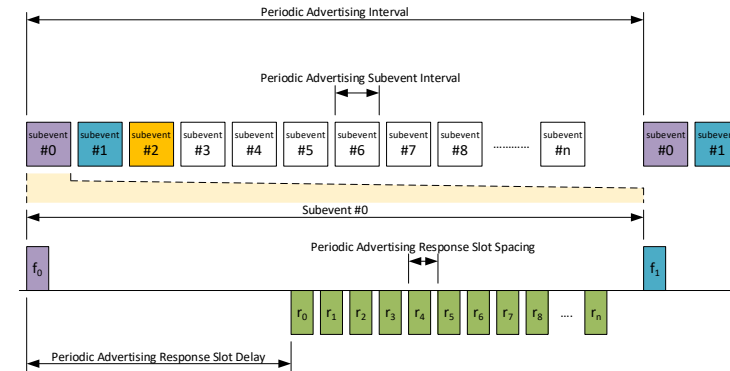 Periodic Advertising Interval
Periodic Advertising Subevent Interval
subevent subevent subevent subevent subevent subevent subevent subevent subevent subevent subevent subevent
#0 #1 #2 #3 #4 #5 #6 #7 #8 ............ #n #0 #1
Subevent #0
Periodic Advertising Response Slot Spacing
f0 f1
r0 r1 r2 r3 r4 r5 r6 r7 r8 .... rn
Periodic Advertising Response Slot Delay